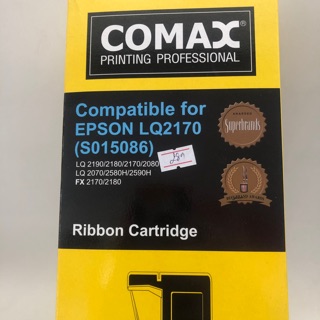 COMAX®
PRINTING PROFESSIONAL
Compatible for
EPSON LQ2170
(S015086)
LQ 2190/2180/2170/2080
LQ 2070/2580H/2590H
FX 2170/2180
Superbrands
Ribbon Cartridge